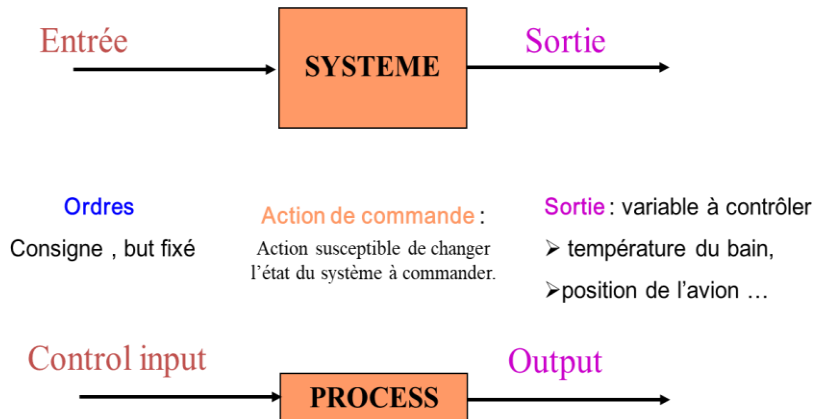 Entrée
SYSTEME
Sortie
Ordres
Consigne , but fixé
Action de commande :
Action susceptible de changer
l’état du système à commander.
Sortie : variable à contrôler
➢ température du bain,
➢position de l’avion …
Control input
PROCESS
Output